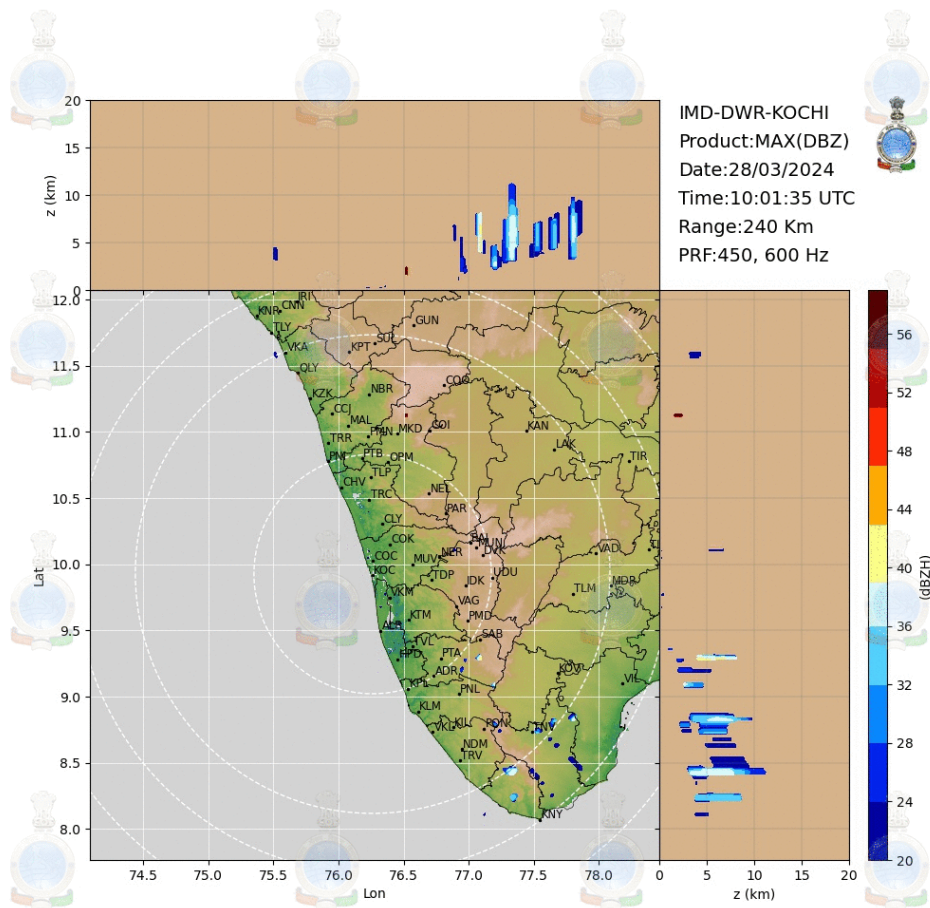 IMD-DWR-KOCHI
Product:MAX(DBZ)
Date:28/03/2024
Time:10:01:35 UTC
Range:240 Km
PRF:450, 600 Hz
20
15
10
5
0
z (km)
12.0
11.5
11.0
10.5
10.0
9.5
9.0
8.5
8.0
Lat
74.5 75.0 75.5 76.0 76.5 77.0 77.5 78.0
Lon
0 5 10 15 20
z (km)
56
52
48
44
40
36
32
28
24
20
(dBZH)
IRI
CNN
KNR
TLY
VKA
QLY
KZK
CCJ
MAL
TRR
PNI
PTB
CHV
TLP
TRC
CLY
COK
COC
KOC
VKM
KTM
TVL
PTA
ADR
KPL
KLM
PNL
NDM
TRV
KNY
GUN
KPT
NBR
MKD
COI
KAN
LAK
TIR
OPM
NEL
PAR
MUN
DVK
VAD
MUV
NER
TDP
IDK
UDU
VAG
PMD
SAB
TLM
MDR
KOV
VIL
TNV